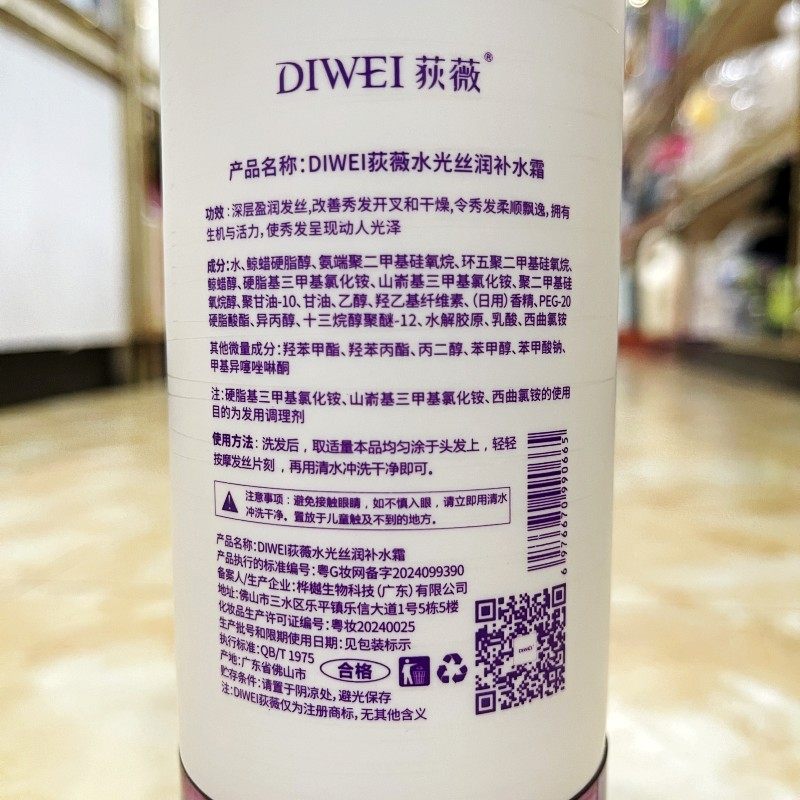 DIWEI 荻薇®
产品名称:DIWEI荻薇水光丝润补水霜
功效:深层盈润发丝,改善秀发开叉和干燥,令秀发柔顺飘逸,拥有
生机与活力,使秀发呈现动人光泽
成分:水、鲸蜡硬脂醇、氨端聚二甲基硅氧烷、环五聚二甲基硅氧烷、
鲸蜡醇、硬脂基三甲基氯化铵、山嵛基三甲基氯化铵、聚二甲基硅
氧烷醇、聚甘油-10、甘油、乙醇、羟乙基纤维素、(日用)香精、PEG-20
硬脂酸酯、异丙醇、十三烷醇聚醚-12、水解胶原、乳酸、西曲氯铵
其他微量成分:羟苯甲酯、羟苯丙酯、丙二醇、苯甲醇、苯甲酸钠、
甲基异噻唑啉酮
注:硬脂基三甲基氯化铵、山嵛基三甲基氯化铵、西曲氯铵的使用
目的为发用调理剂
使用方法:洗发后,取适量本品均匀涂于头发上,轻轻
按摩发丝片刻,再用清水冲洗干净即可。
注意事项:避免接触眼睛,如不慎入眼,请立即用清水
冲洗干净。置放于儿童触及不到的地方。
6976670990665
产品名称:DIWEI荻薇水光丝润补水霜
产品执行的标准编号:粤G妆网备字2024099390
备案人/生产企业:桦樾生物科技(广东)有限公司
地址:佛山市三水区乐平镇乐信大道1号5栋5楼
化妆品生产许可证编号:粤妆20240025
生产批号和限期使用日期:见包装标示
执行标准:QB/T 1975
产地:广东省佛山市
合格
贮存条件:请置于阴凉处,避光保存
注:DIWEI荻薇仅为注册商标,无其他含义
DIWEI